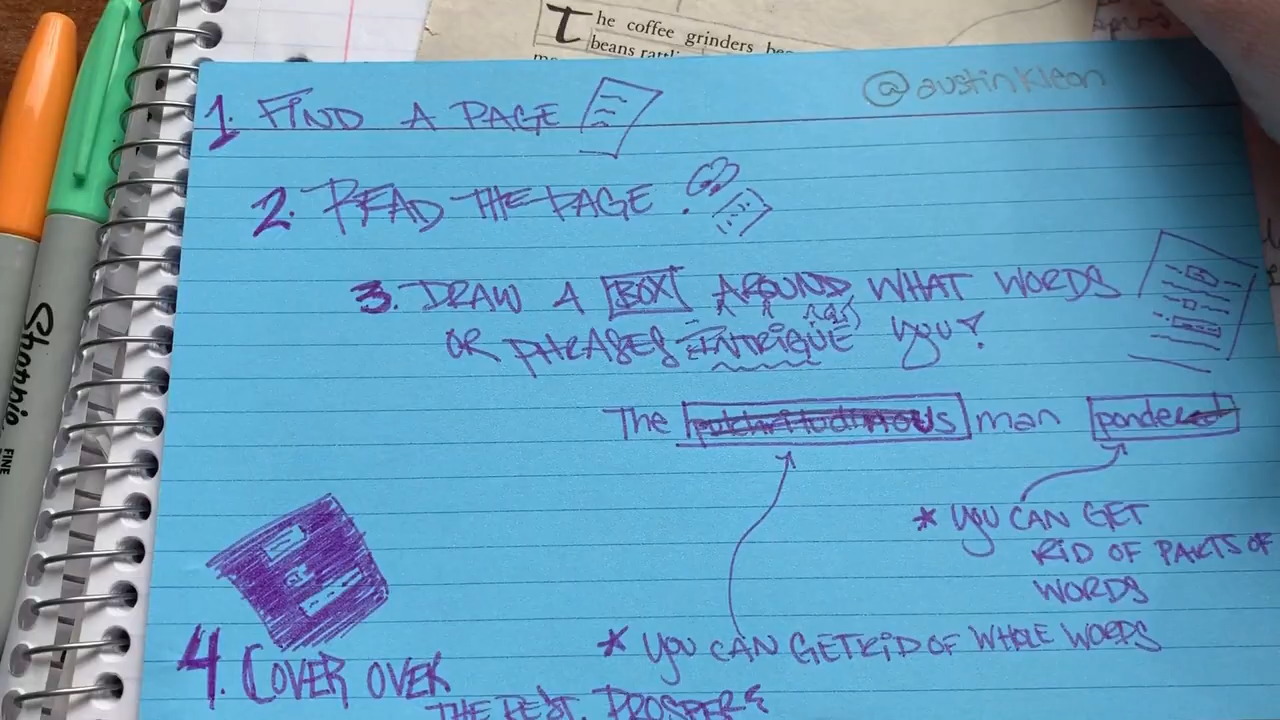 The coffee grinders
beans
@austinkleon
1. FIND A PAGE
2. READ THE PAGE.
3. DRAW A BOX AROUND WHAT WORDS
OR PHRASES INTRIGUE YOU!
The pulchritudinous man pondered
* YOU CAN GET
RID OF PARTS OF
WORDS
* YOU CAN GET RID OF WHOLE WORDS
4. COVER OVER
THE REST. PROSPER &
Sharpie
FINE